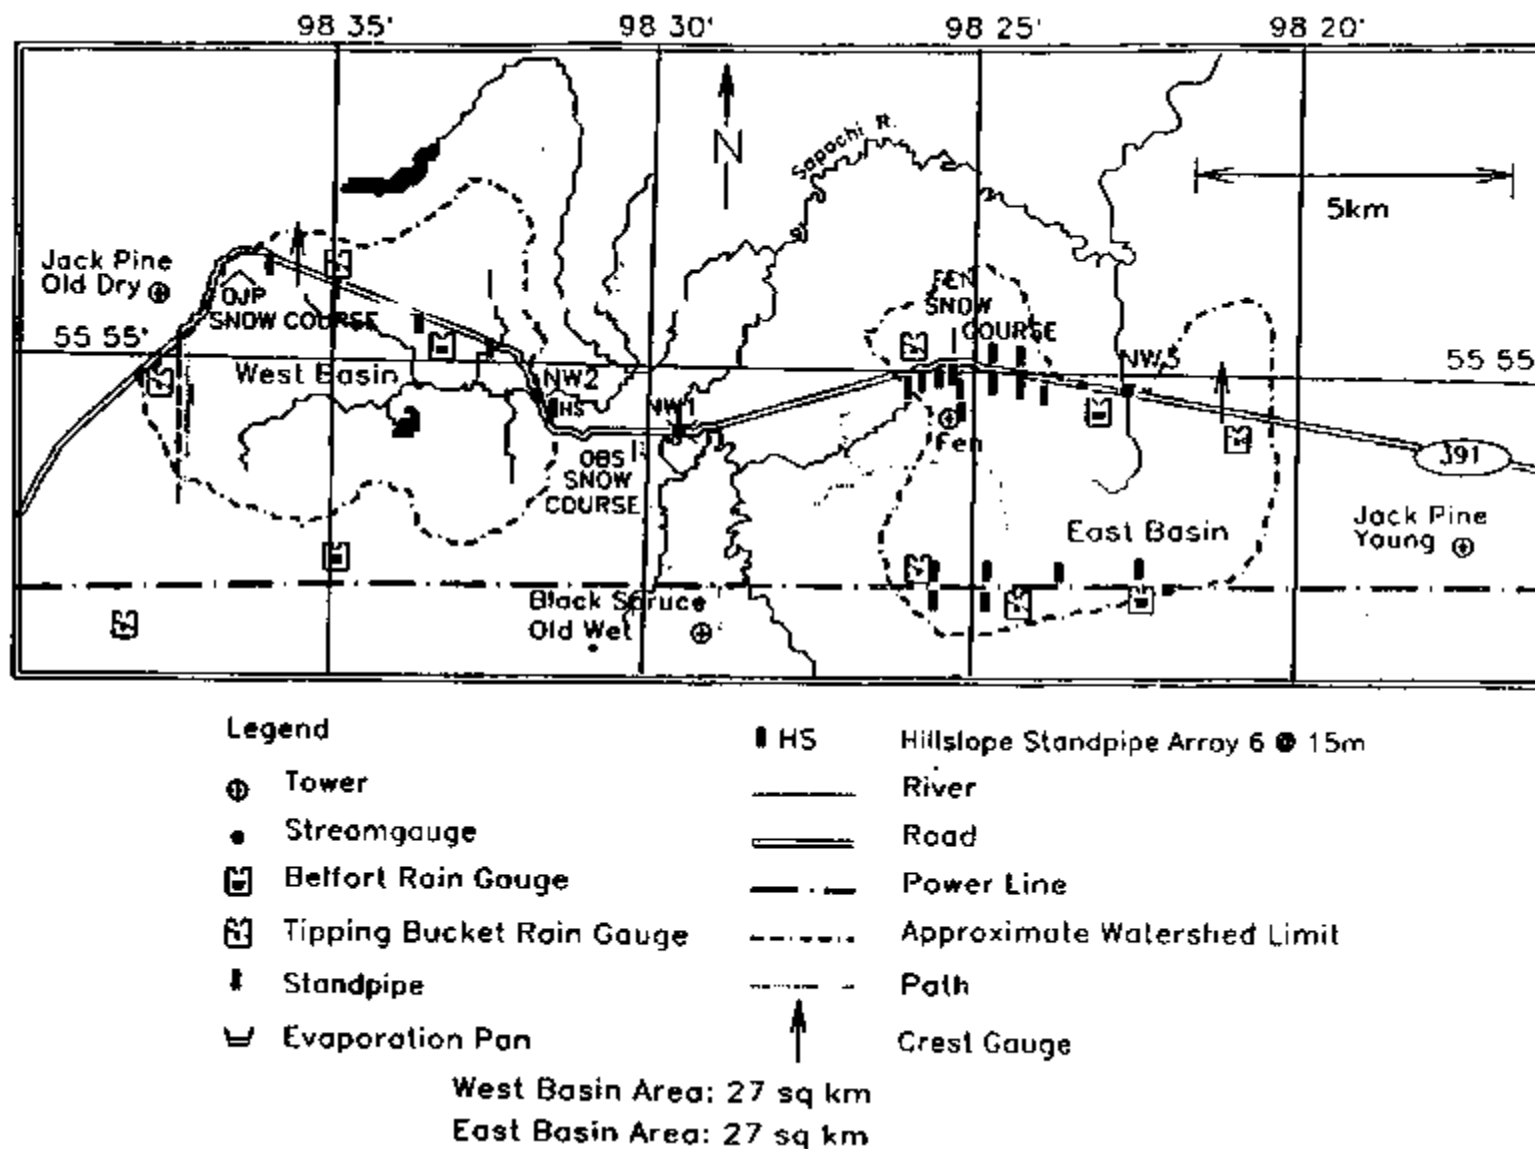 98 35'
98 30'
98 25'
98 20'
N
Sapochi R.
5km
Jack Pine
Old Dry
OJP
SNOW COURSE
FEN
SNOW
COURSE
55 55'
55 55'
West Basin
NW2
HS
NW1
NW3
Fen
OBS
SNOW
COURSE
391
East Basin
Jack Pine
Young
Black Spruce
Old Wet
Legend
Tower
Streamgauge
Belfort Rain Gauge
Tipping Bucket Rain Gauge
Standpipe
Evaporation Pan
HS Hillslope Standpipe Array 6 @ 15m
River
Road
Power Line
Approximate Watershed Limit
Path
Crest Gauge
West Basin Area: 27 sq km
East Basin Area: 27 sq km